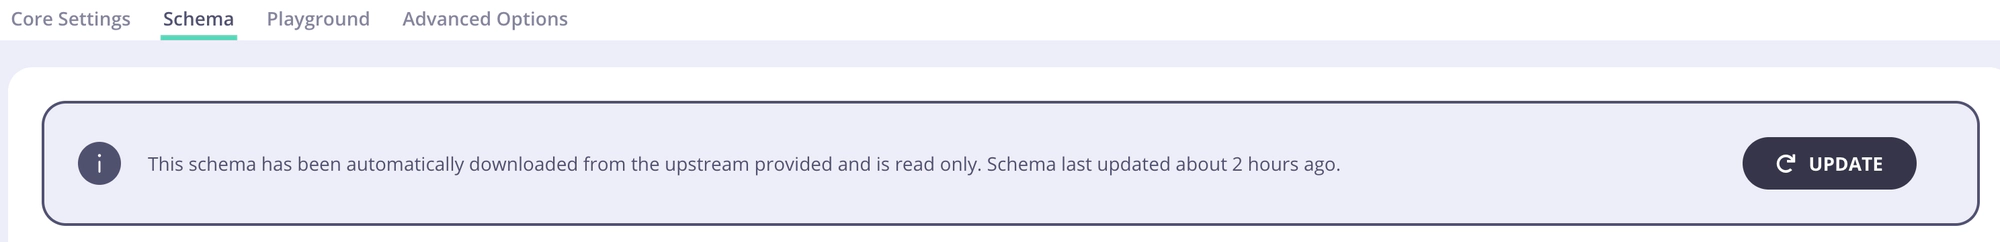 Core Settings Schema Playground Advanced Options
This schema has been automatically downloaded from the upstream provided and is read only. Schema last updated about 2 hours ago. UPDATE